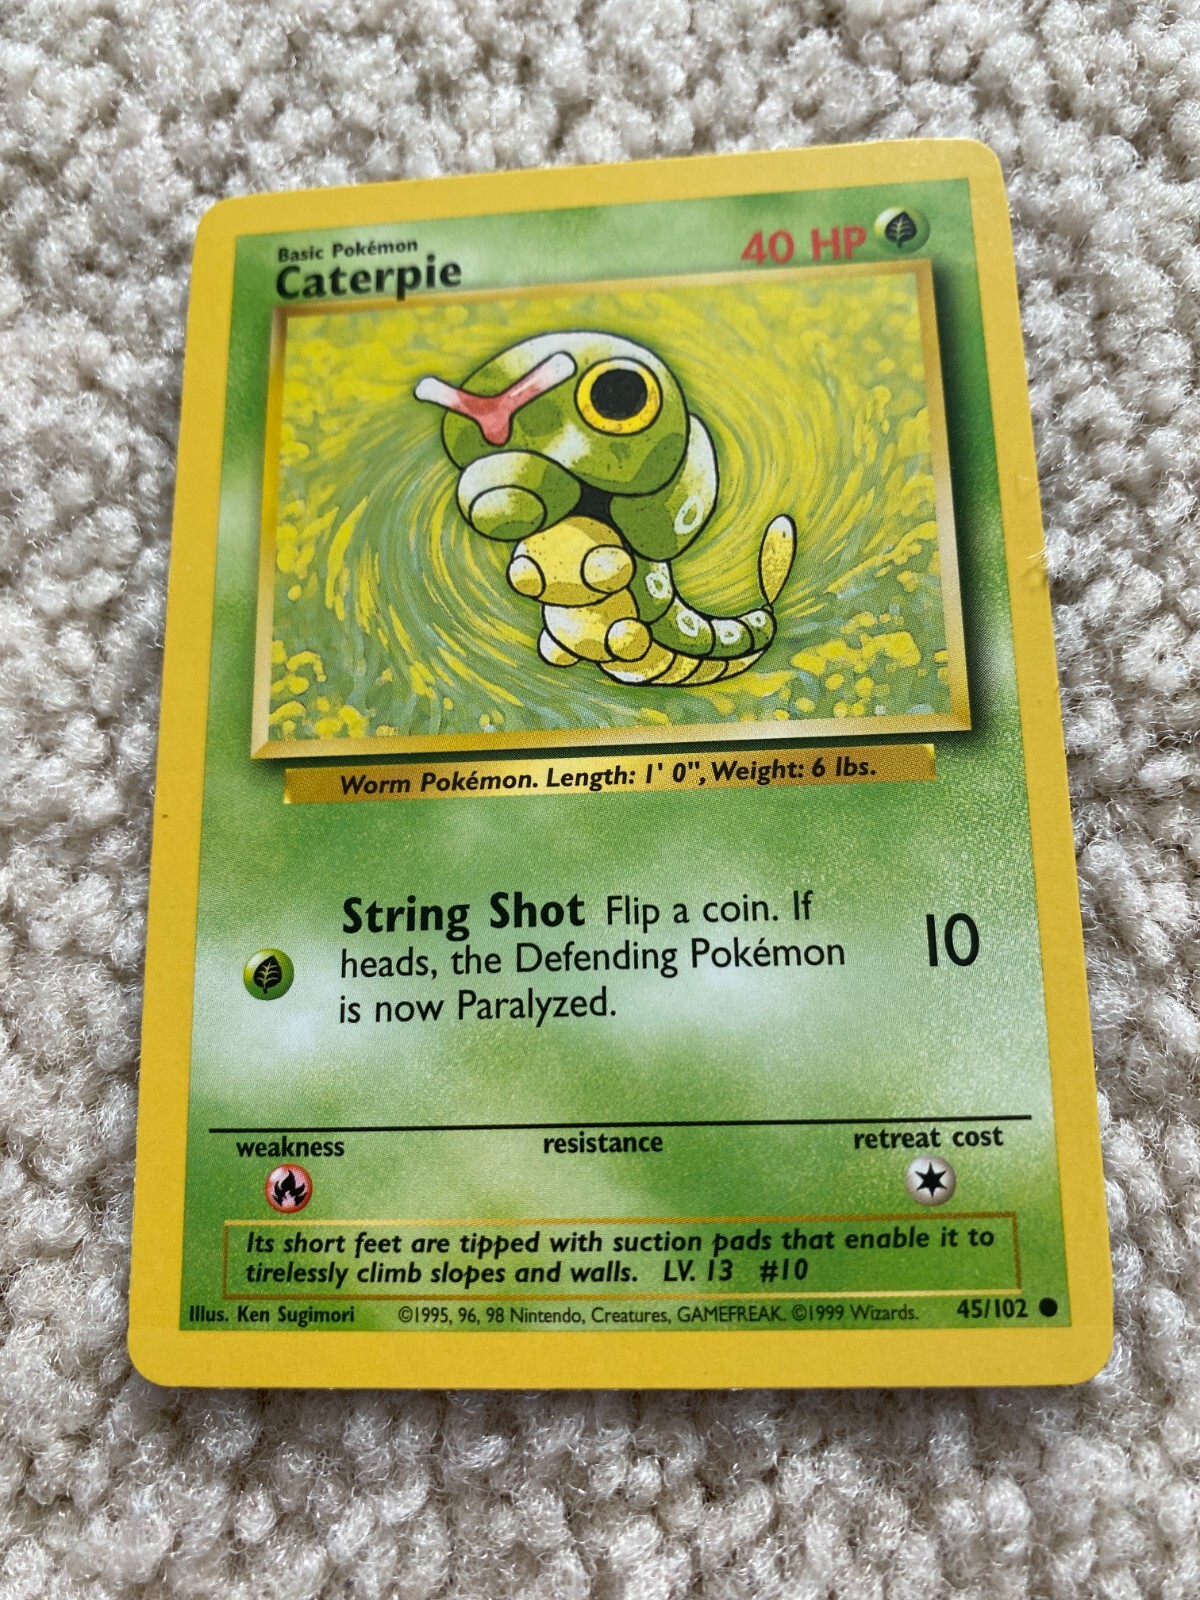 Basic Pokémon
Caterpie
40 HP
Worm Pokémon. Length: 1' 0", Weight: 6 lbs.
String Shot Flip a coin. If
heads, the Defending Pokémon
is now Paralyzed.
10
weakness
resistance
retreat cost
Its short feet are tipped with suction pads that enable it to
tirelessly climb slopes and walls. LV. 13 #10
Illus. Ken Sugimori ©1995, 96, 98 Nintendo, Creatures, GAMEFREAK. ©1999 Wizards. 45/102